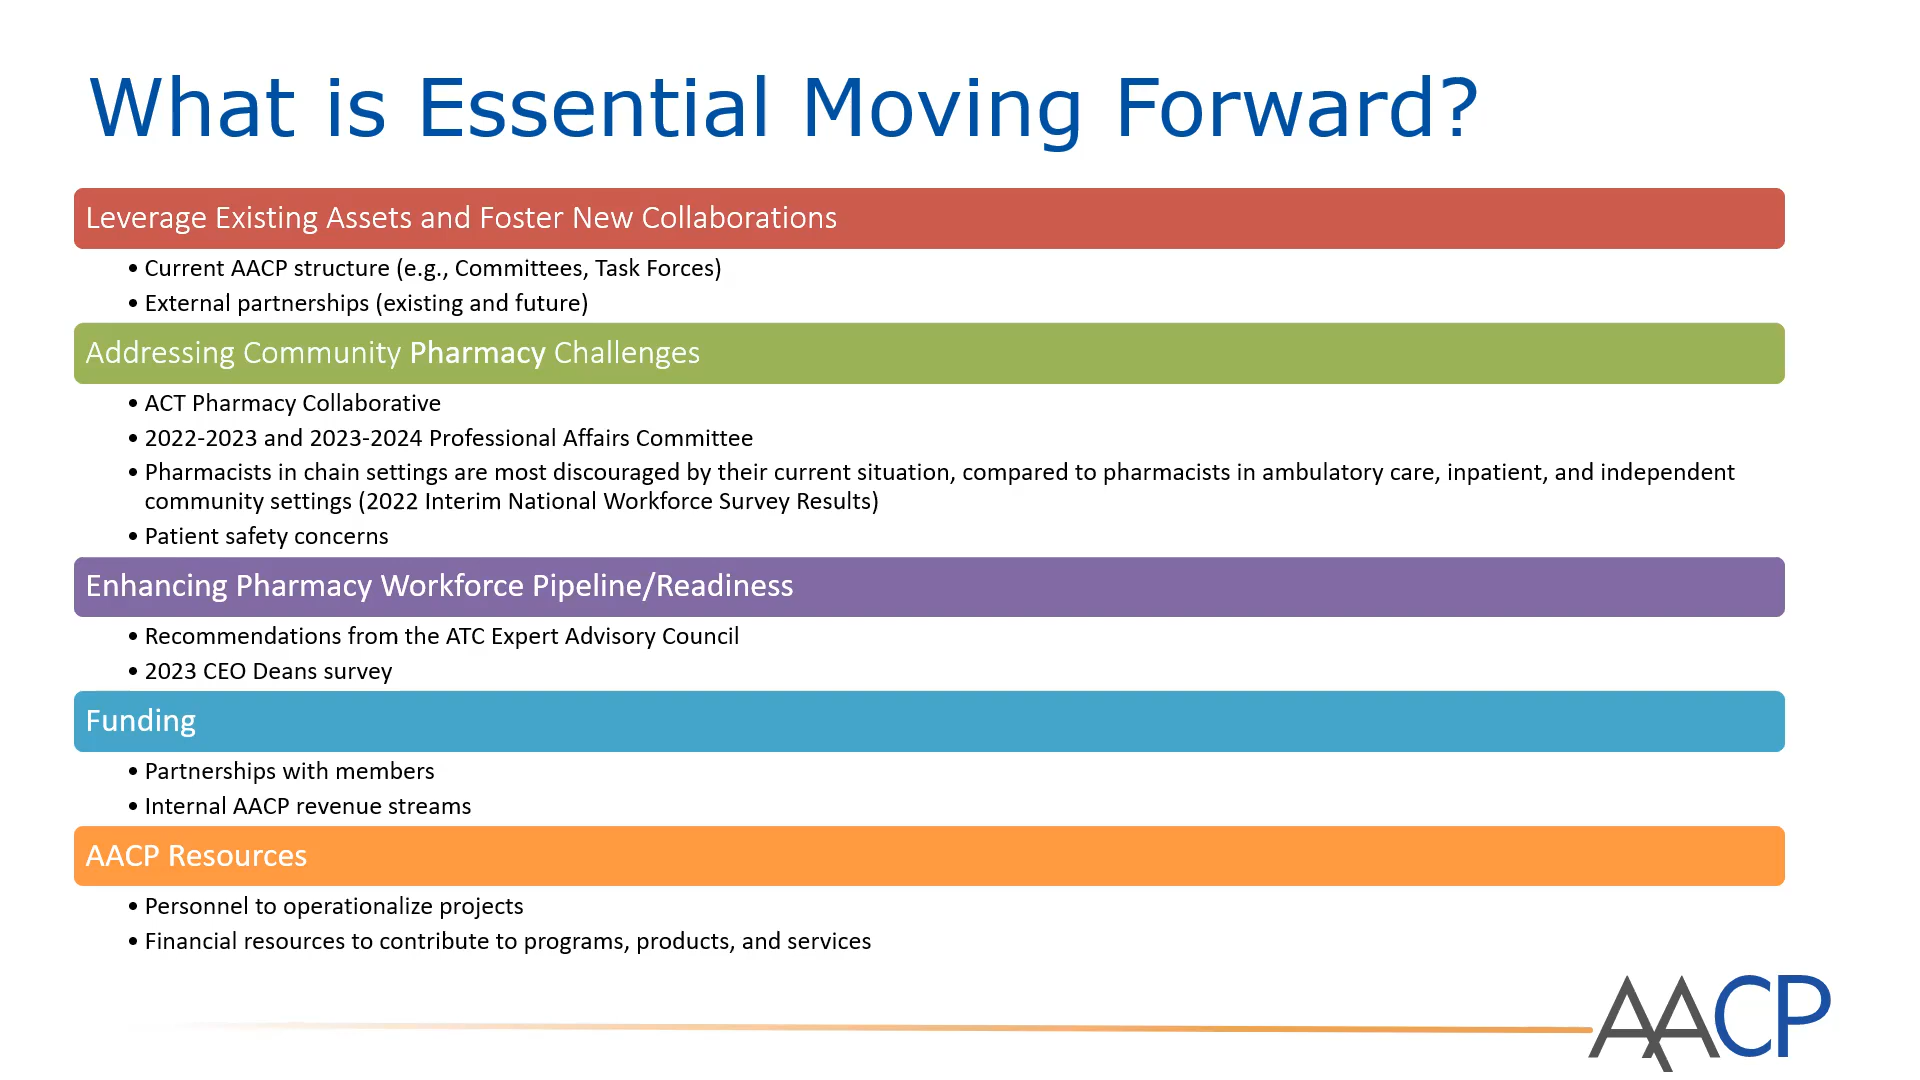 What is Essential Moving Forward?
Leverage Existing Assets and Foster New Collaborations
• Current AACP structure (e.g., Committees, Task Forces)
• External partnerships (existing and future)
Addressing Community Pharmacy Challenges
• ACT Pharmacy Collaborative
• 2022-2023 and 2023-2024 Professional Affairs Committee
• Pharmacists in chain settings are most discouraged by their current situation, compared to pharmacists in ambulatory care, inpatient, and independent
community settings (2022 Interim National Workforce Survey Results)
• Patient safety concerns
Enhancing Pharmacy Workforce Pipeline/Readiness
• Recommendations from the ATC Expert Advisory Council
• 2023 CEO Deans survey
Funding
• Partnerships with members
• Internal AACP revenue streams
AACP Resources
• Personnel to operationalize projects
• Financial resources to contribute to programs, products, and services
AACP